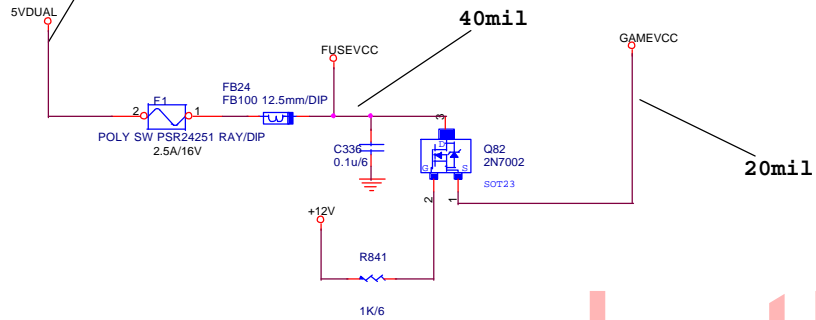 5VDUAL
40mil
FUSEVCC
GAMEVCC
F1
2
1
FB24
FB100 12.5mm/DIP
POLY SW PSR24251 RAY/DIP
2.5A/16V
C336
0.1u/6
3
D
G
S
Q82
2N7002
SOT23
2
1
20mil
+12V
R841
1K/6